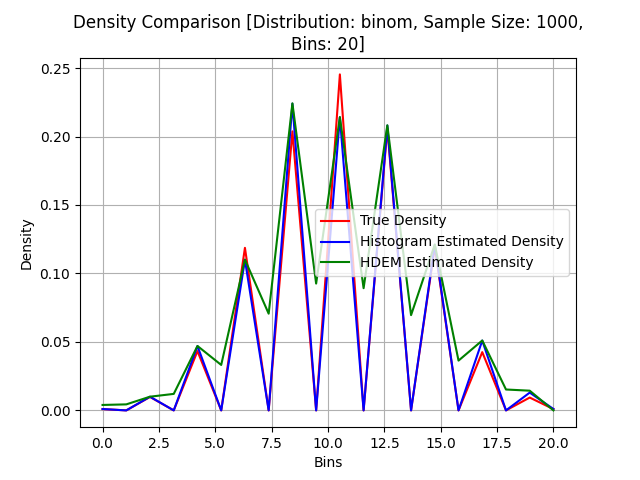 Density Comparison [Distribution: binom, Sample Size: 1000,
Bins: 20]
0.25
0.20
0.15
0.10
0.05
0.00
Density
True Density
Histogram Estimated Density
HDEM Estimated Density
0.0 2.5 5.0 7.5 10.0 12.5 15.0 17.5 20.0
Bins